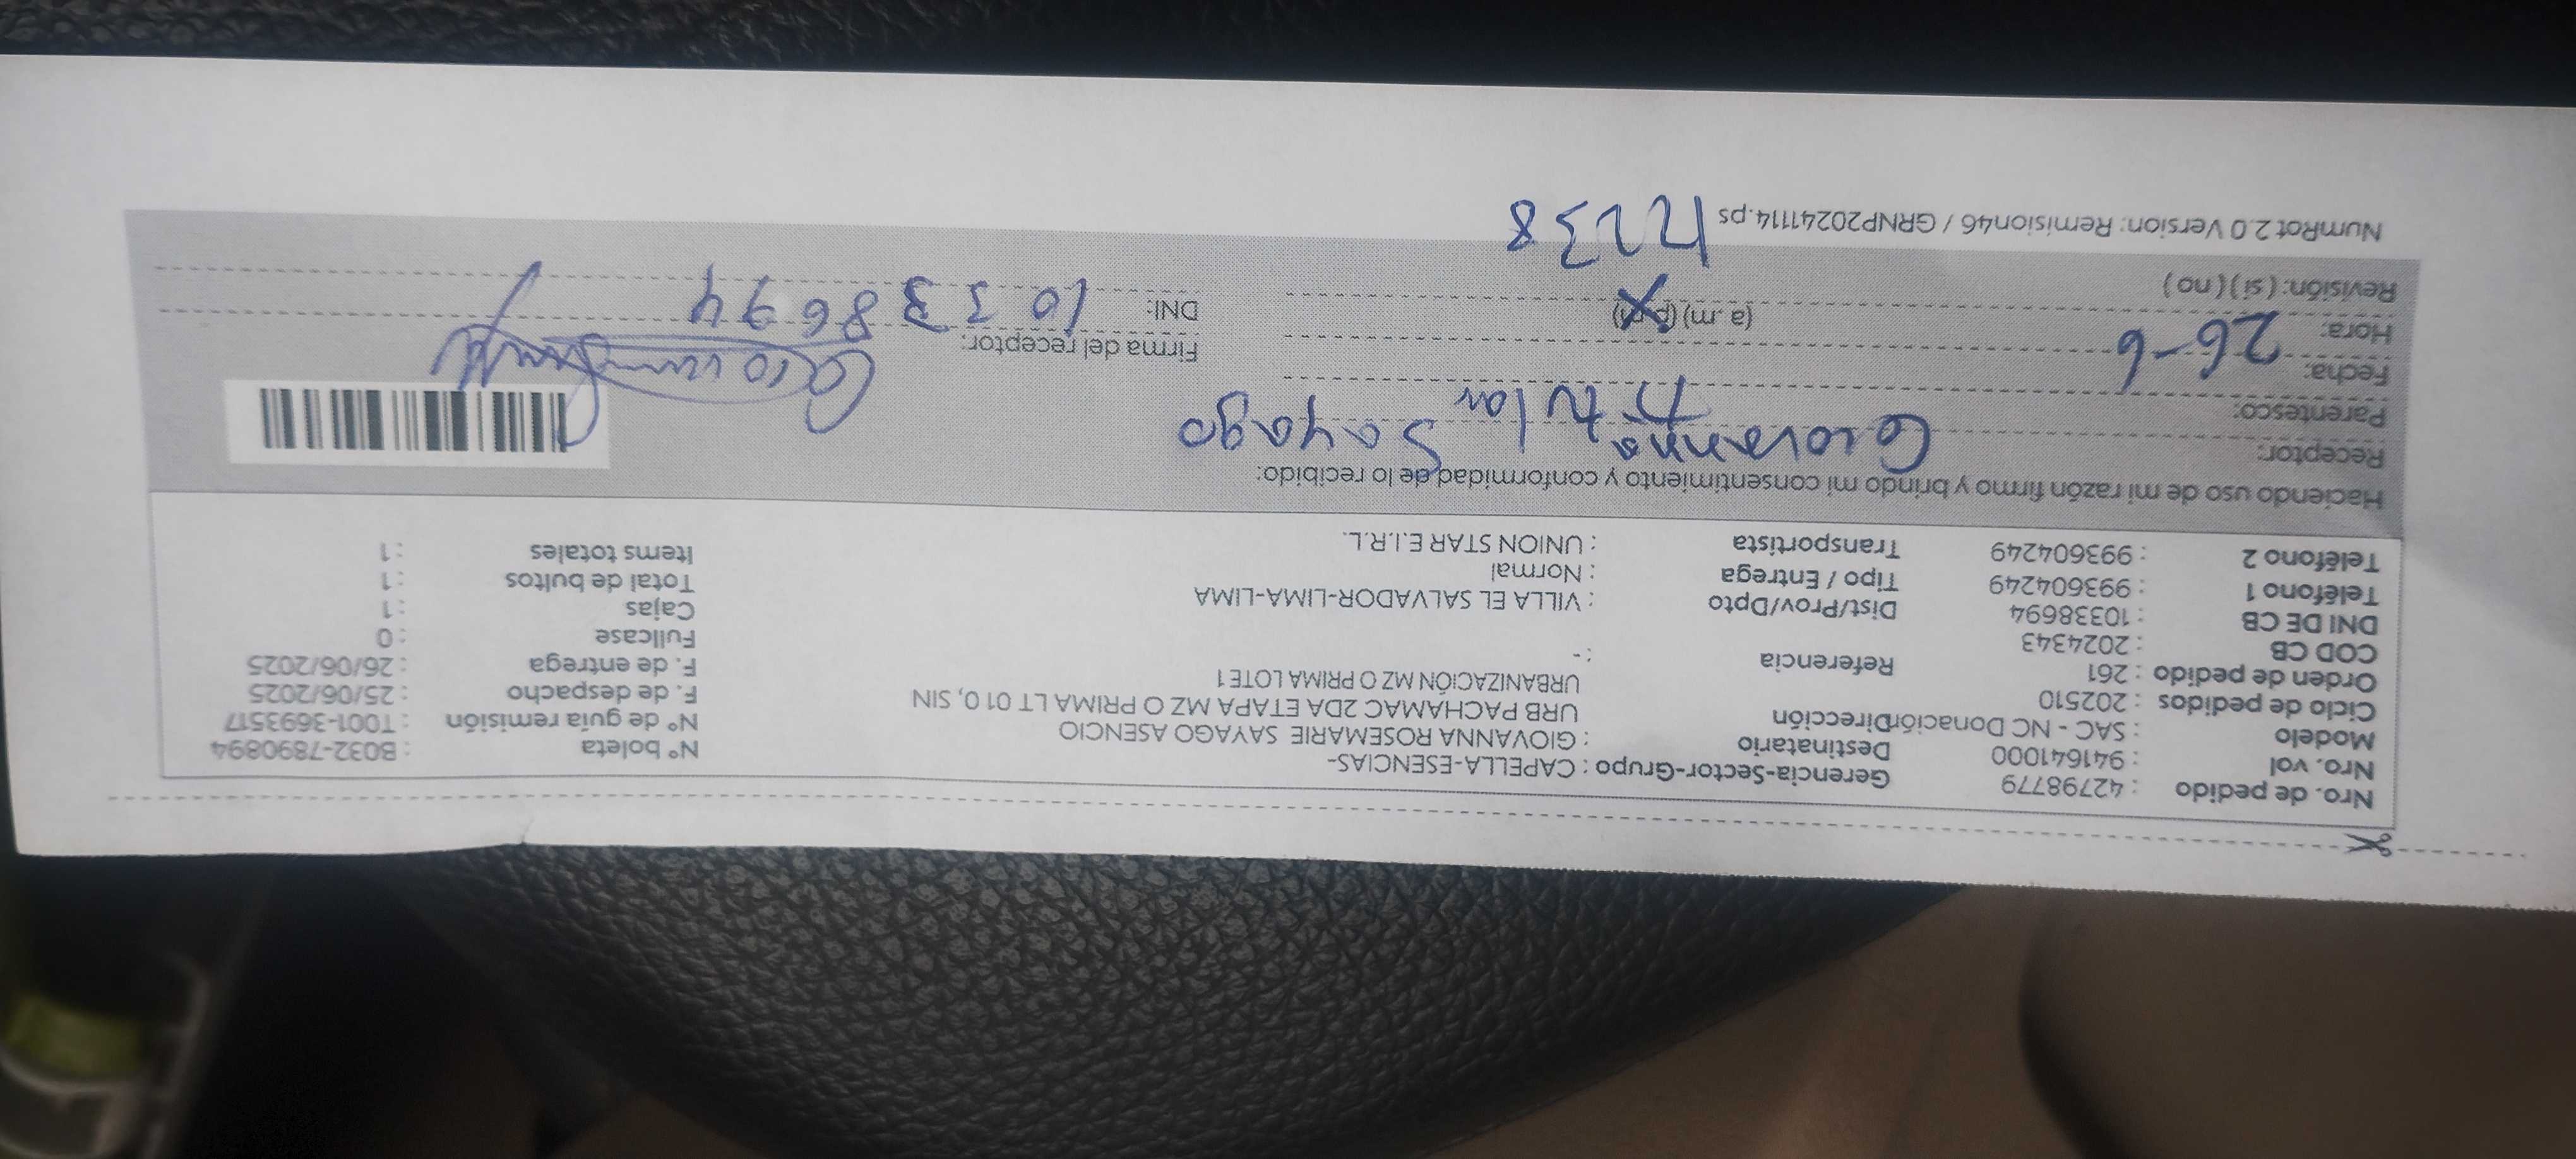 Nro. de pedido : 42798779 Gerencia-Sector-Grupo : CAPELLA-ESENCIAS- N° boleta : B032-7890894
Nro. vol : 941641000 Destinatario : GIOVANNA ROSEMARIE SAYAGO ASENCIO N° de guía remisión : T001-3693517
Modelo : SAC - NC Donación Dirección URB PACHAMAC 2DA ETAPA MZ O PRIMA LT 01 0, SIN F. de despacho : 25/06/2025
Ciclo de pedidos : 202510 URBANIZACIÓN MZ O PRIMA LOTE 1 F. de entrega : 26/06/2025
Orden de pedido : 261 Referencia : - Fullcase : 0
COD CB : 2024343 Cajas : 1
DNI DE CB : 10338694 Dist/Prov/Dpto : VILLA EL SALVADOR-LIMA-LIMA Total de bultos : 1
Teléfono 1 : 993604249 Tipo / Entrega : Normal Items totales : 1
Teléfono 2 : 993604249 Transportista : UNION STAR E.I.R.L.
Haciendo uso de mi razón firmo y brindo mi consentimiento y conformidad de lo recibido:
Receptor: Giovanna Sayago
Parentesco: Titular
Fecha: 26-6 Firma del receptor:
Hora: (a.m) (p.m) DNI: 10338694
Revisión: (si) (no)
NumRot 2.0 Version: Remision46 / GRNP20241114.ps 12238